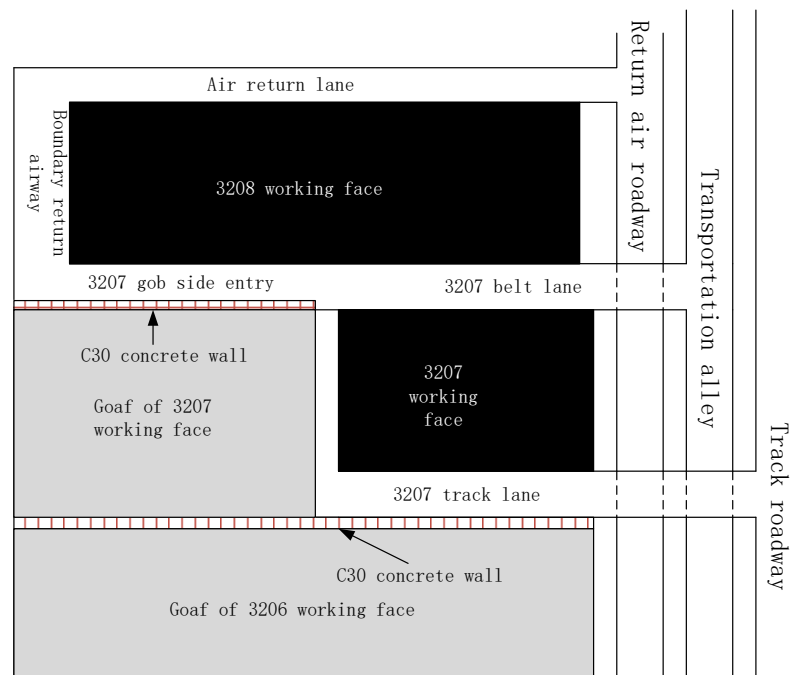 Air return lane
Return air roadway
Boundary return
airway
3208 working face
Transportation alley
3207 gob side entry
3207 belt lane
C30 concrete wall
3207
working
face
Goaf of 3207
working face
Track roadway
3207 track lane
C30 concrete wall
Goaf of 3206 working face